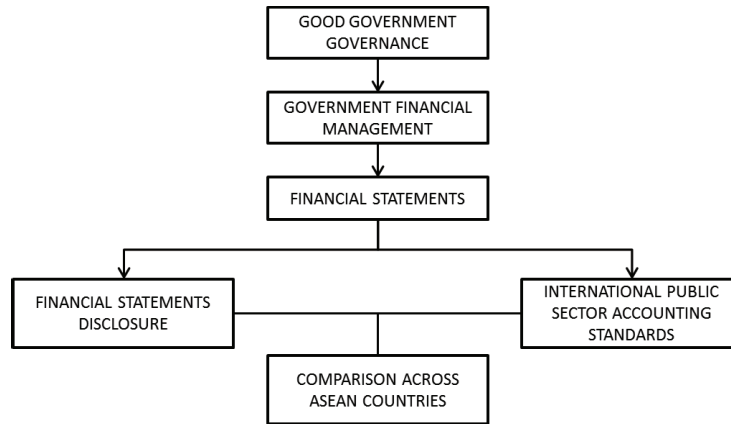 GOOD GOVERNMENT
GOVERNANCE
GOVERNMENT FINANCIAL
MANAGEMENT
FINANCIAL STATEMENTS
FINANCIAL STATEMENTS
DISCLOSURE
INTERNATIONAL PUBLIC
SECTOR ACCOUNTING
STANDARDS
COMPARISON ACROSS
ASEAN COUNTRIES